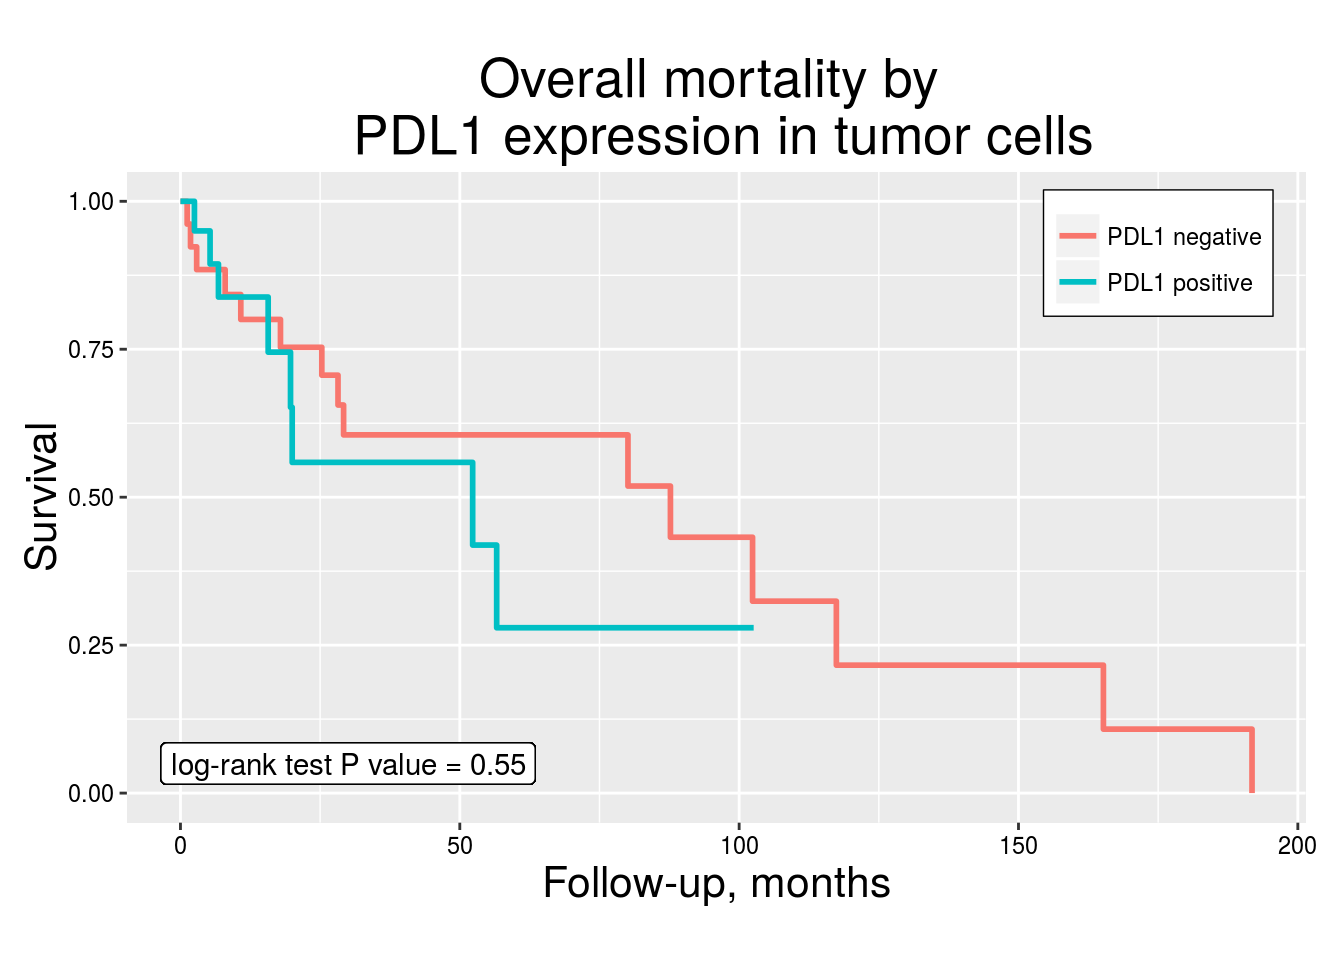 Overall mortality by
PDL1 expression in tumor cells
1.00
0.75
0.50
0.25
0.00
Survival
PDL1 negative
PDL1 positive
log-rank test P value = 0.55
0 50 100 150 200
Follow-up, months